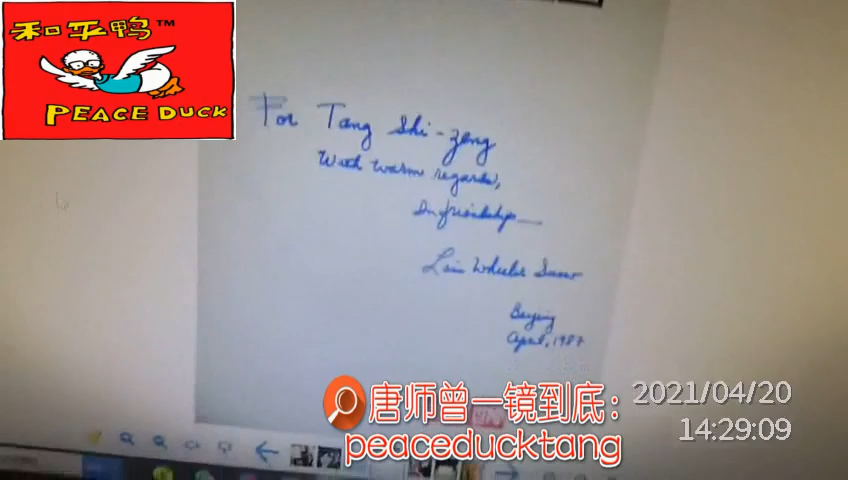 和平鸭™
PEACE DUCK
For Tang Shi-zeng
With warm regards,
In friendship—
Lois Wheeler Snow
Beijing
April, 1987
唐师曾一镜到底:
peaceducktang
2021/04/20
14:29:09